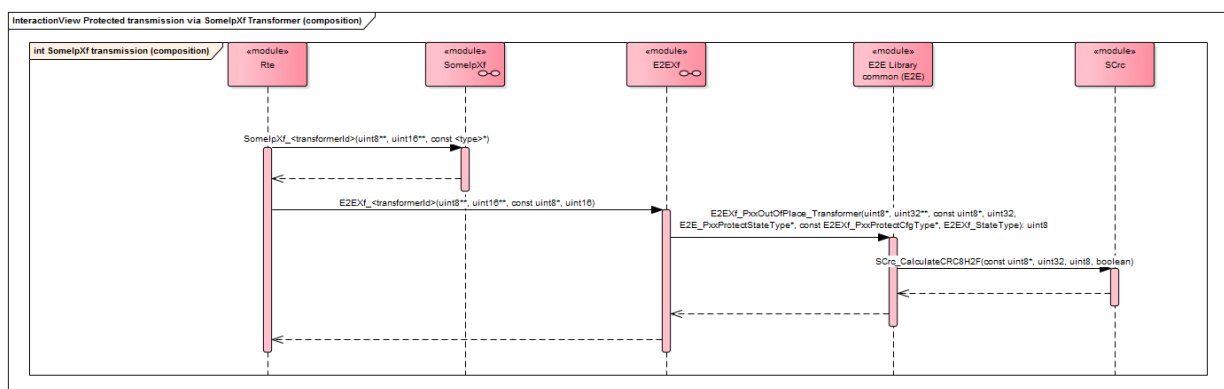 InteractionView Protected transmission via SomeIpXf Transformer (composition)
int SomeIpXf transmission (composition)
«module»
Rte
«module»
SomeIpXf
«module»
E2EXf
«module»
E2E Library
common (E2E)
«module»
SCrc
SomeIpXf_<transformerId>(uint8**, uint16**, const <type>*)
E2EXf_<transformerId>(uint8**, uint16**, const uint8*, uint16)
E2EXf_PxxOutOfPlace_Transformer(uint8*, uint32**, const uint8*, uint32,
E2E_PxxProtectStateType*, const E2EXf_PxxProtectCfgType*, E2EXf_StateType): uint8
SCrc_CalculateCRC8H2F(const uint8*, uint32, uint8, boolean)